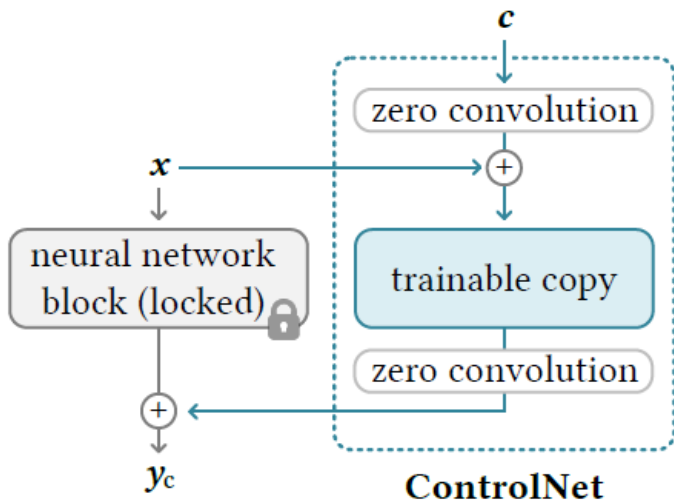 c
zero convolution
x
+
neural network
block (locked)
trainable copy
zero convolution
+
yc
ControlNet